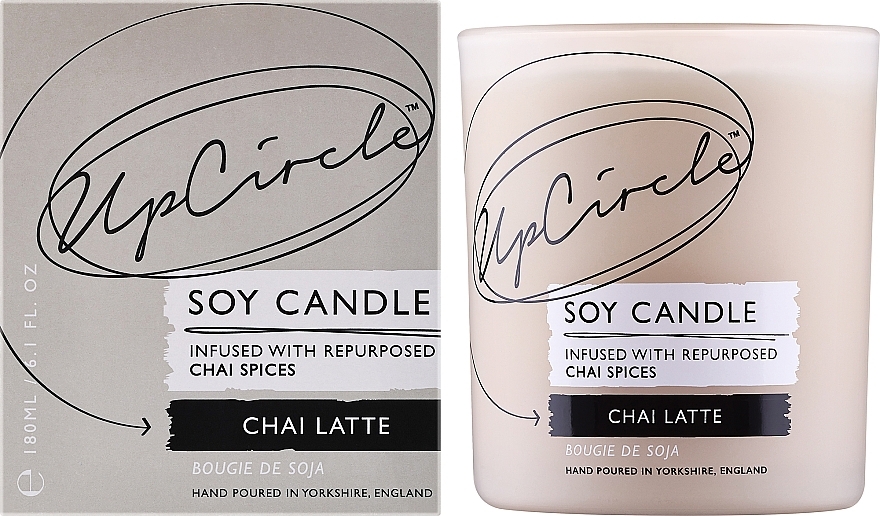 UpCircle™
SOY CANDLE
INFUSED WITH REPURPOSED
CHAI SPICES
CHAI LATTE
BOUGIE DE SOJA
HAND POURED IN YORKSHIRE, ENGLAND
℮ 180ML / 6.1 FL. OZ
UpCircle™
SOY CANDLE
INFUSED WITH REPURPOSED
CHAI SPICES
CHAI LATTE
BOUGIE DE SOJA
HAND POURED IN YORKSHIRE, ENGLAND